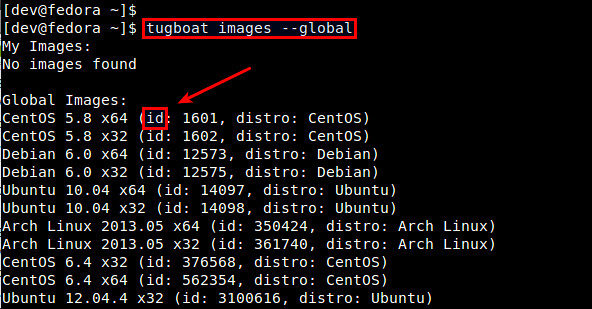 [dev@fedora ~]$
[dev@fedora ~]$ tugboat images --global
My Images:
No images found
Global Images:
CentOS 5.8 x64 (id: 1601, distro: CentOS)
CentOS 5.8 x32 (id: 1602, distro: CentOS)
Debian 6.0 x64 (id: 12573, distro: Debian)
Debian 6.0 x32 (id: 12575, distro: Debian)
Ubuntu 10.04 x64 (id: 14097, distro: Ubuntu)
Ubuntu 10.04 x32 (id: 14098, distro: Ubuntu)
Arch Linux 2013.05 x64 (id: 350424, distro: Arch Linux)
Arch Linux 2013.05 x32 (id: 361740, distro: Arch Linux)
CentOS 6.4 x32 (id: 376568, distro: CentOS)
CentOS 6.4 x64 (id: 562354, distro: CentOS)
Ubuntu 12.04.4 x32 (id: 3100616, distro: Ubuntu)